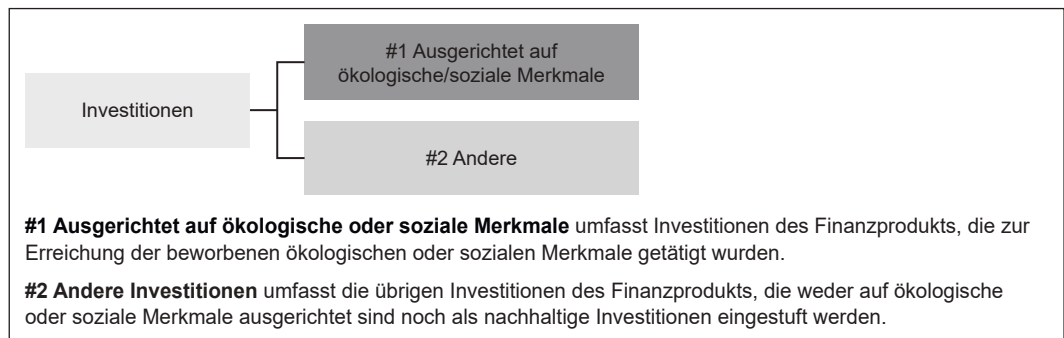 #1 Ausgerichtet auf
ökologische/soziale Merkmale
Investitionen
#2 Andere
#1 Ausgerichtet auf ökologische oder soziale Merkmale umfasst Investitionen des Finanzprodukts, die zur
Erreichung der beworbenen ökologischen oder sozialen Merkmale getätigt wurden.
#2 Andere Investitionen umfasst die übrigen Investitionen des Finanzprodukts, die weder auf ökologische
oder soziale Merkmale ausgerichtet sind noch als nachhaltige Investitionen eingestuft werden.